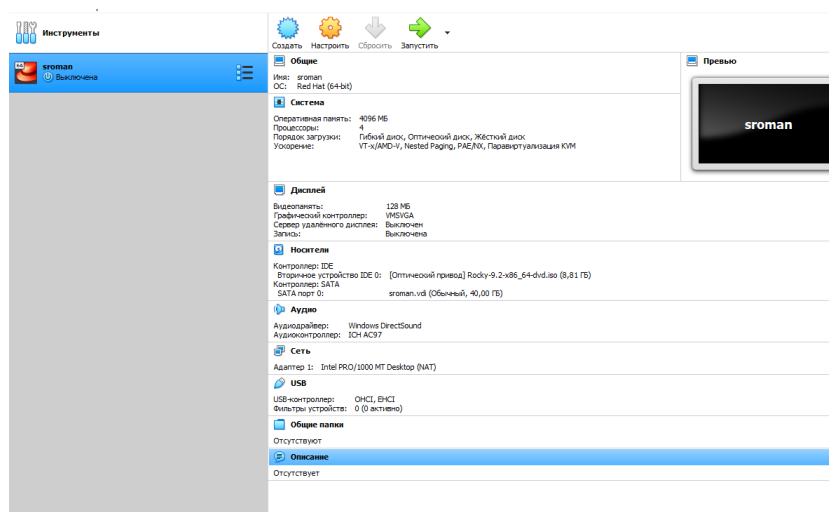 Инструменты
Создать Настроить Сбросить Запустить
64
sroman
Выключена
Общие
Имя: sroman
ОС: Red Hat (64-bit)
Превью
sroman
Система
Оперативная память: 4096 МБ
Процессоры: 4
Порядок загрузки: Гибкий диск, Оптический диск, Жёсткий диск
Ускорение: VT-x/AMD-V, Nested Paging, PAE/NX, Паравиртуализация KVM
Дисплей
Видеопамять: 128 МБ
Графический контроллер: VMSVGA
Сервер удалённого дисплея: Выключен
Запись: Выключена
Носители
Контроллер: IDE
Вторичное устройство IDE 0: [Оптический привод] Rocky-9.2-x86_64-dvd.iso (8,81 ГБ)
Контроллер: SATA
SATA порт 0: sroman.vdi (Обычный, 40,00 ГБ)
Аудио
Аудиодрайвер: Windows DirectSound
Аудиоконтроллер: ICH AC97
Сеть
Адаптер 1: Intel PRO/1000 MT Desktop (NAT)
USB
USB-контроллер: OHCI, EHCI
Фильтры устройств: 0 (0 активно)
Общие папки
Отсутствуют
Описание
Отсутствует